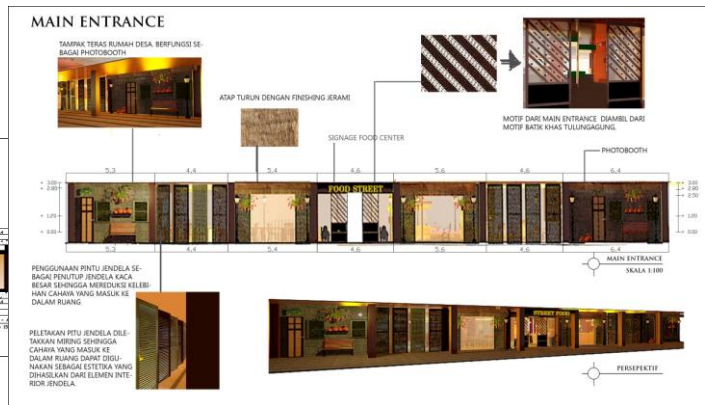 MAIN ENTRANCE
TAMPAK TERAS RUMAH DESA. BERFUNGSI SE-
BAGAI PHOTOBOOTH
ATAP TURUN DENGAN FINISHING JERAMI
SIGNAGE FOOD CENTER
MOTIF DARI MAIN ENTRANCE DIAMBIL DARI
MOTIF BATIK KHAS TULUNGAGUNG.
PHOTOBOOTH
5,3 4,4 5,4 4,6 5,6 4,6 6,4
FOOD STREET
5,3 4,4 5,4 4,6 5,6 4,6 6,4
MAIN ENTRANCE
SKALA 1:100
PENGGUNAAN PINTU JENDELA SE-
BAGAI PENUTUP JENDELA KACA
BESAR SEHINGGA MEREDUKSI KELEBI-
HAN CAHAYA YANG MASUK KE
DALAM RUANG
PELETAKAN PITU JENDELA DILE-
TAKKAN MIRING SEHINGGA
CAHAYA YANG MASUK KE
DALAM RUANG DAPAT DIGU-
NAKAN SEBAGAI ESTETIKA YANG
DIHASILKAN DARI ELEMEN INTE-
RIOR JENDELA.
STREET FOOD
PERSEPEKTIF